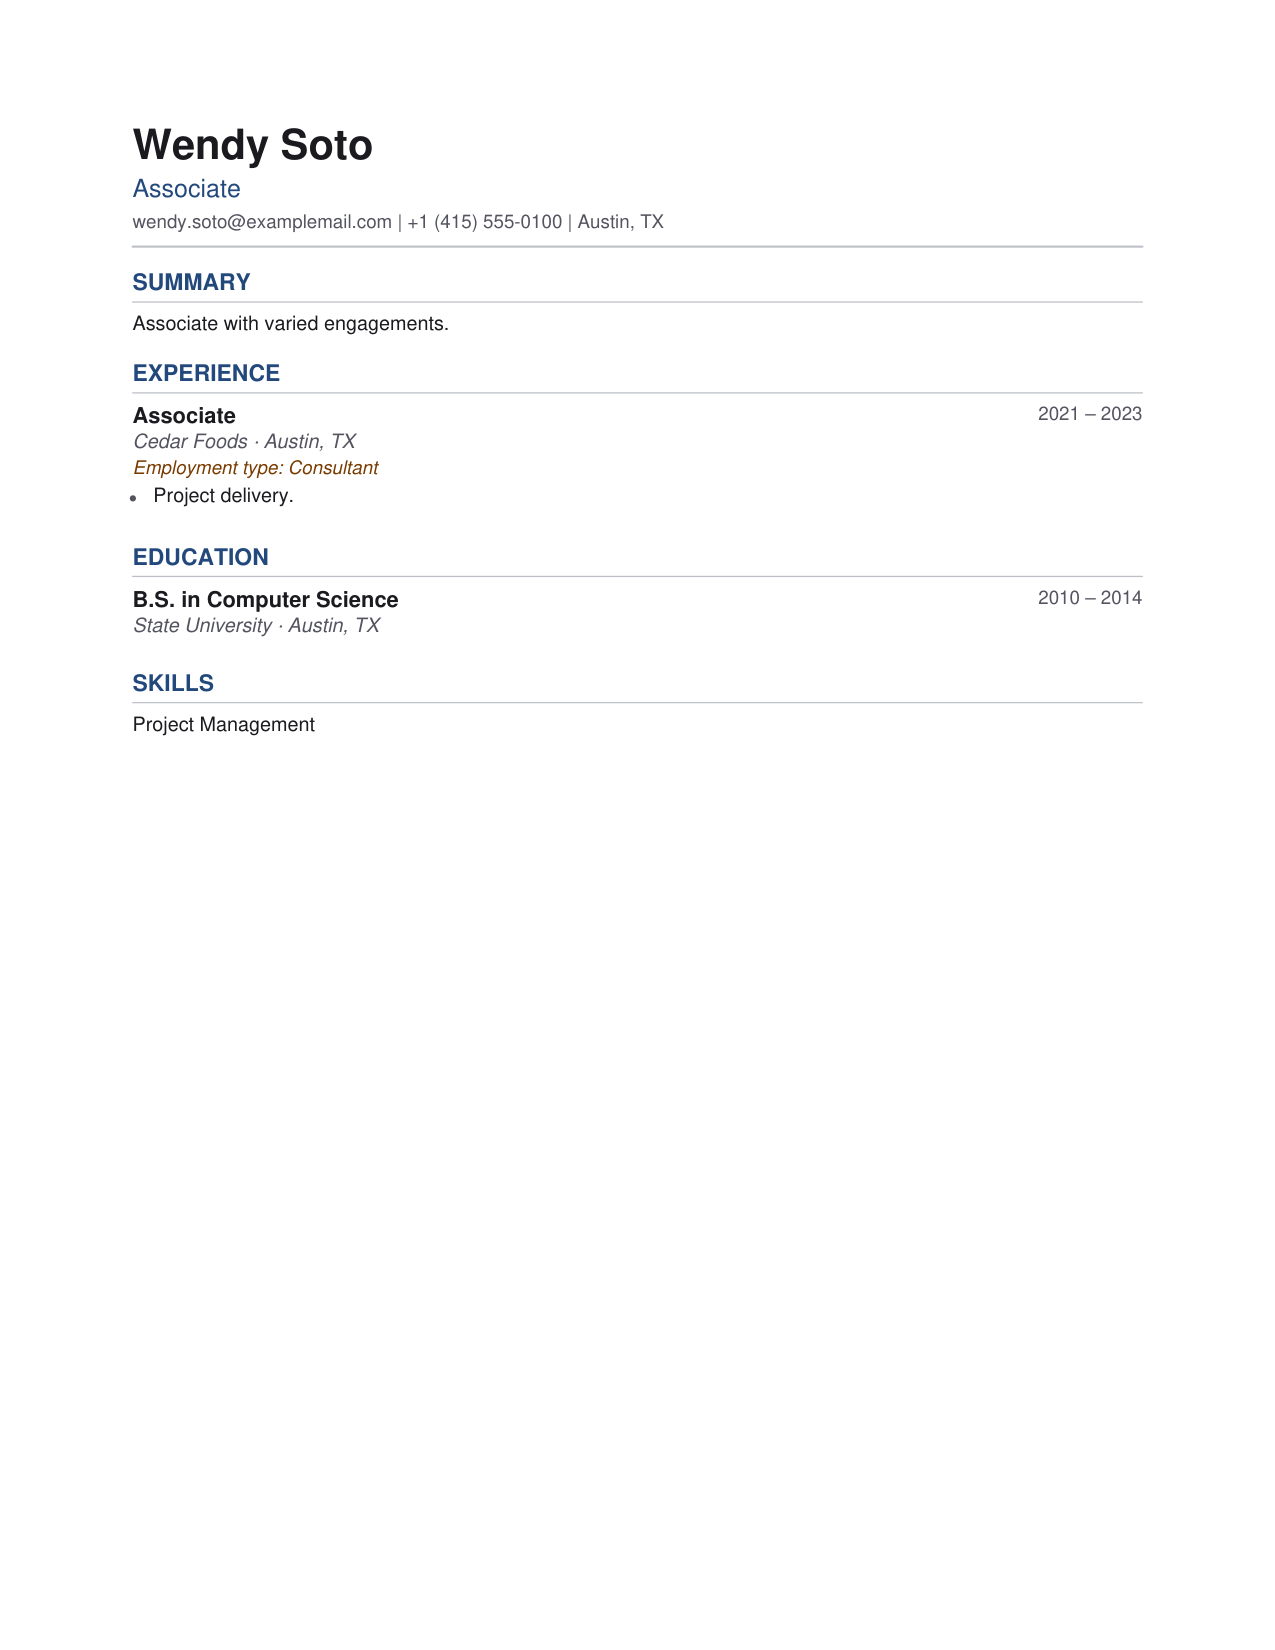 Wendy Soto
Associate
wendy.soto@examplemail.com | +1 (415) 555-0100 | Austin, TX
SUMMARY
Associate with varied engagements.
EXPERIENCE
Associate 2021 – 2023
Cedar Foods · Austin, TX
Employment type: Consultant
• Project delivery.
EDUCATION
B.S. in Computer Science 2010 – 2014
State University · Austin, TX
SKILLS
Project Management